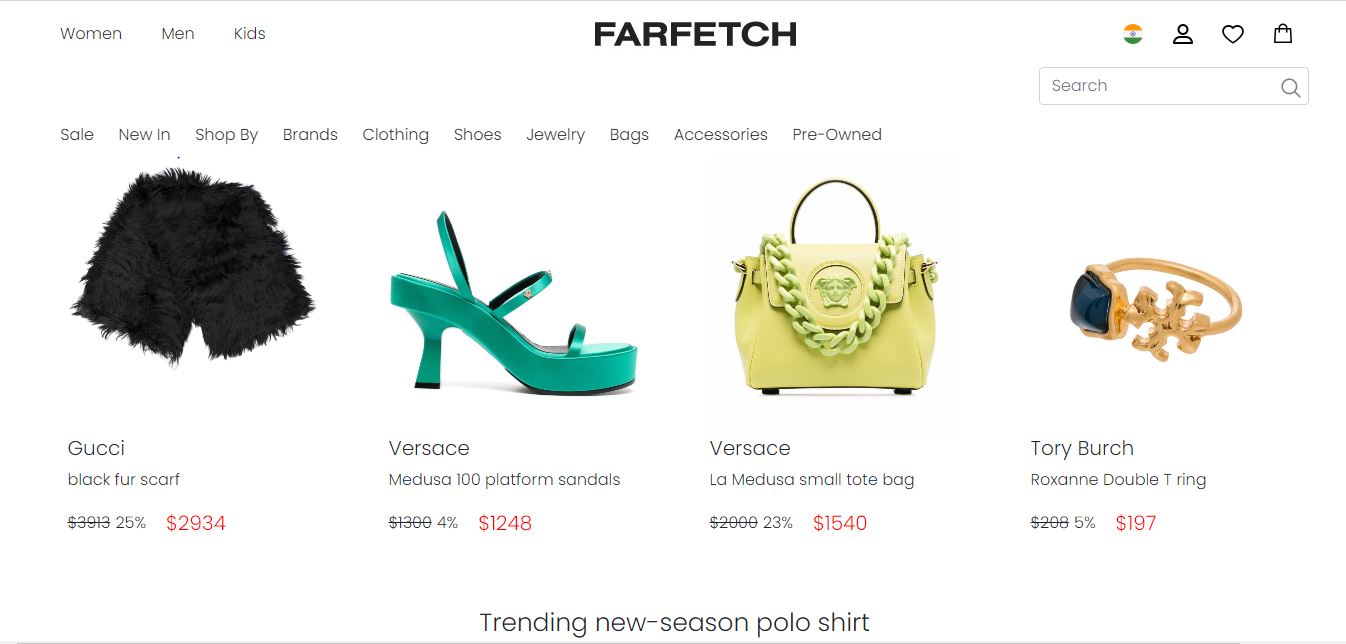 Women Men Kids FARFETCH
Search
Sale New In Shop By Brands Clothing Shoes Jewelry Bags Accessories Pre-Owned
Gucci Versace Versace Tory Burch
black fur scarf Medusa 100 platform sandals La Medusa small tote bag Roxanne Double T ring
$3913 25% $2934 $1300 4% $1248 $2000 23% $1540 $208 5% $197
Trending new-season polo shirt